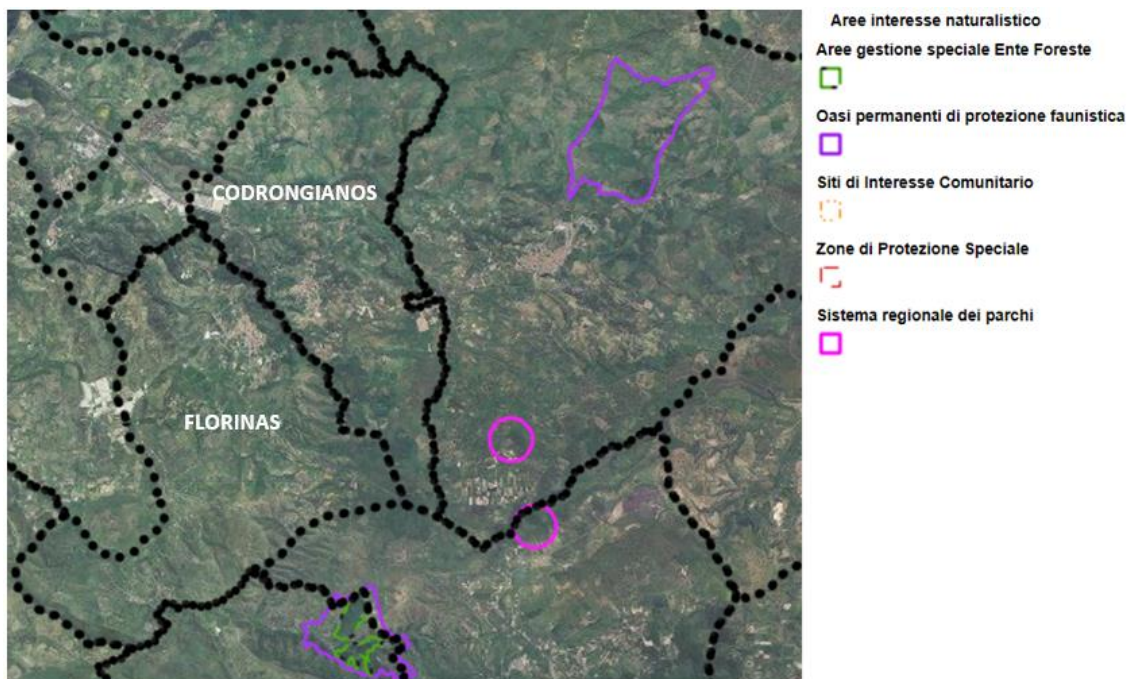 CODRONGIANOS
FLORINAS
Aree interesse naturalistico
Aree gestione speciale Ente Foreste
Oasi permanenti di protezione faunistica
Siti di Interesse Comunitario
Zone di Protezione Speciale
Sistema regionale dei parchi